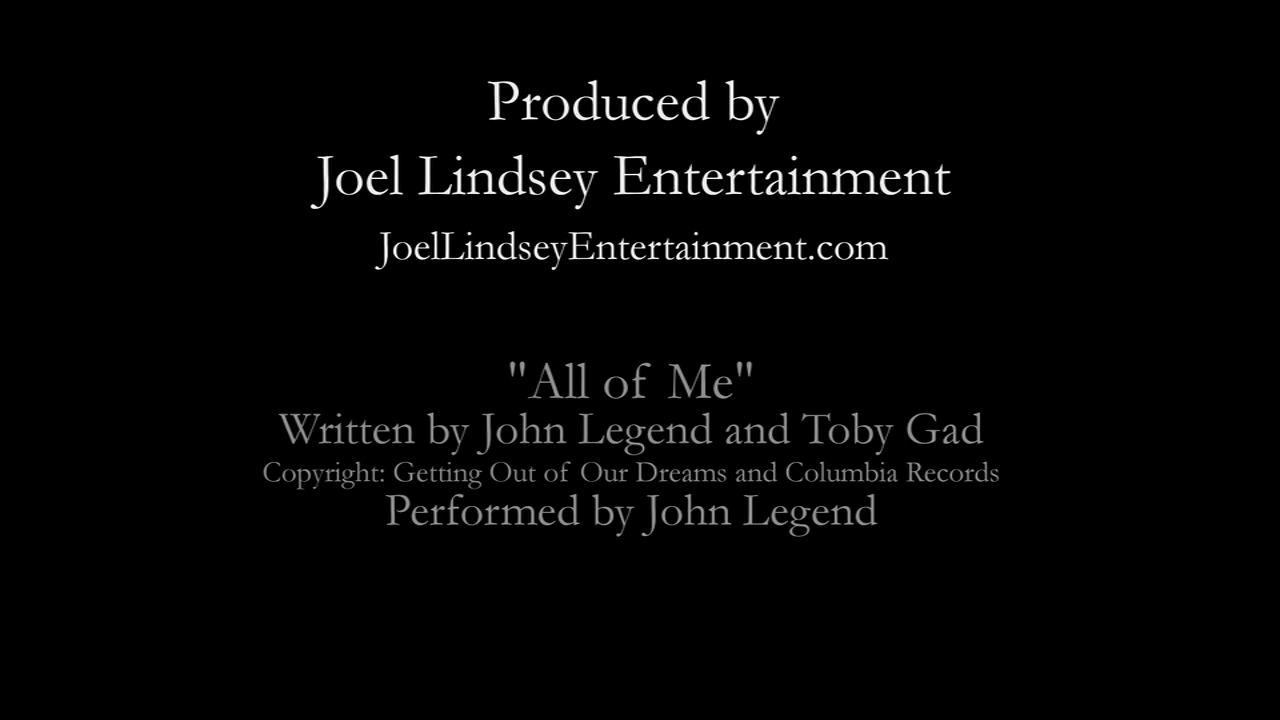 Produced by
Joel Lindsey Entertainment
JoelLindseyEntertainment.com
"All of Me"
Written by John Legend and Toby Gad
Copyright: Getting Out of Our Dreams and Columbia Records
Performed by John Legend